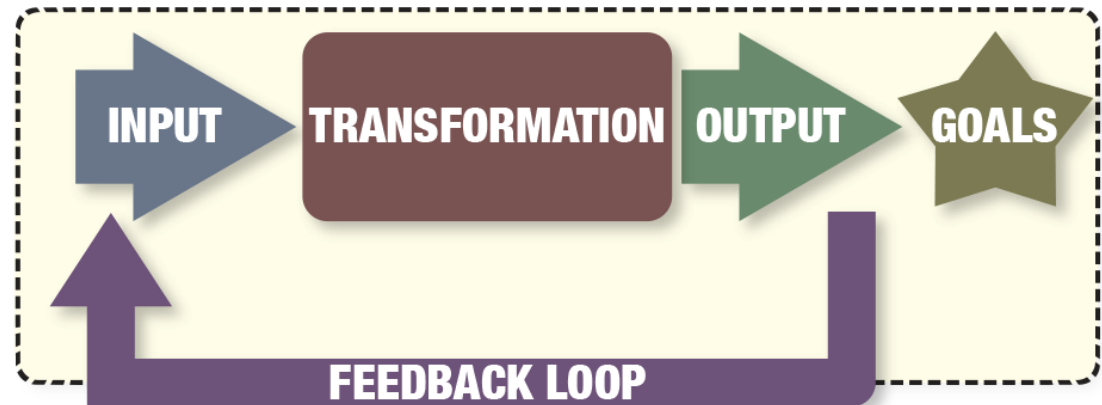 INPUT
TRANSFORMATION
OUTPUT
GOALS
FEEDBACK LOOP